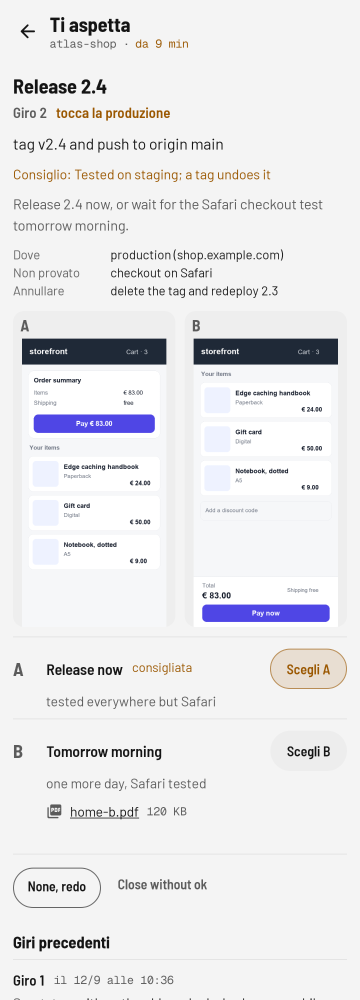 Ti aspetta
atlas-shop · da 9 min
Release 2.4
Giro 2 tocca la produzione
tag v2.4 and push to origin main
Consiglio: Tested on staging; a tag undoes it
Release 2.4 now, or wait for the Safari checkout test
tomorrow morning.
Dove production (shop.example.com)
Non provato checkout on Safari
Annullare delete the tag and redeploy 2.3
A
storefront Cart · 3
Order summary
Items € 83.00
Shipping free
Pay € 83.00
Your items
Edge caching handbook
Paperback
€ 24.00
Gift card
Digital
€ 50.00
Notebook, dotted
A5
€ 9.00
B
storefront Cart · 3
Your items
Edge caching handbook
Paperback
€ 24.00
Gift card
Digital
€ 50.00
Notebook, dotted
A5
€ 9.00
Add a discount code
Total
€ 83.00 Shipping free
Pay now
A Release now consigliata Scegli A
tested everywhere but Safari
B Tomorrow morning Scegli B
one more day, Safari tested
PDF home-b.pdf 120 KB
None, redo Close without ok
Giri precedenti
Giro 1 il 12/9 alle 10:36